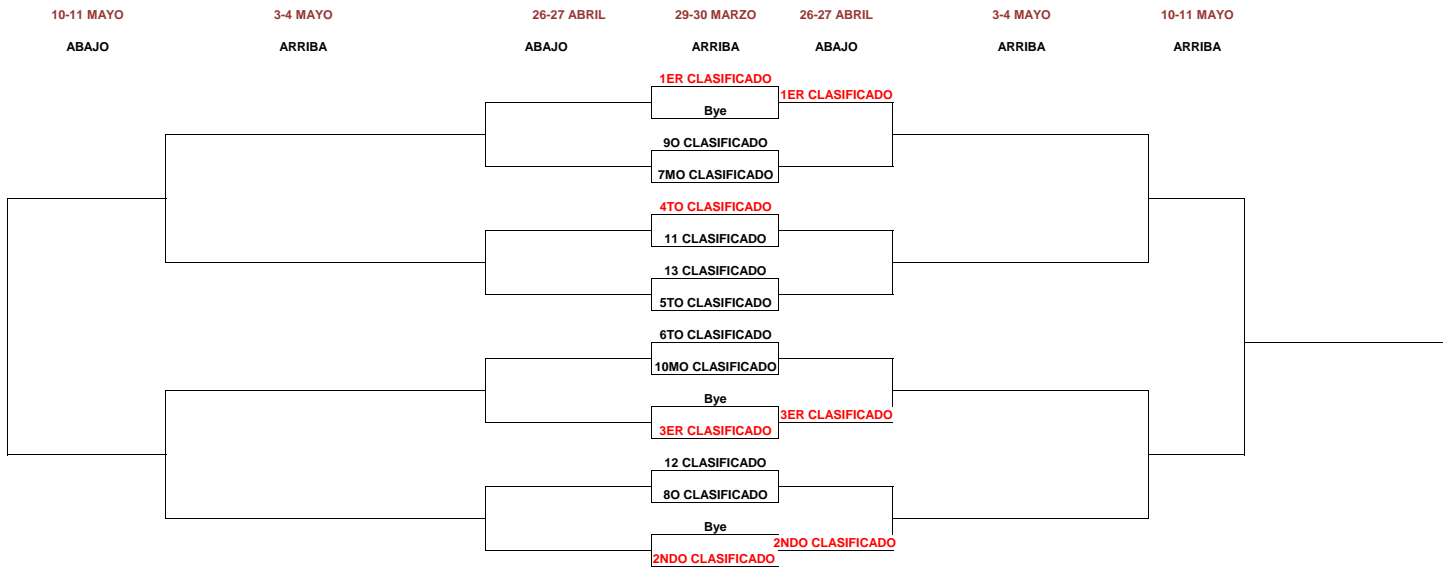 10-11 MAYO 3-4 MAYO 26-27 ABRIL 29-30 MARZO 26-27 ABRIL 3-4 MAYO 10-11 MAYO
ABAJO ARRIBA ABAJO ARRIBA ABAJO ARRIBA ARRIBA
1ER CLASIFICADO
1ER CLASIFICADO
Bye
9O CLASIFICADO
7MO CLASIFICADO
4TO CLASIFICADO
11 CLASIFICADO
13 CLASIFICADO
5TO CLASIFICADO
6TO CLASIFICADO
10MO CLASIFICADO
Bye
3ER CLASIFICADO
3ER CLASIFICADO
12 CLASIFICADO
8O CLASIFICADO
Bye
2NDO CLASIFICADO
2NDO CLASIFICADO